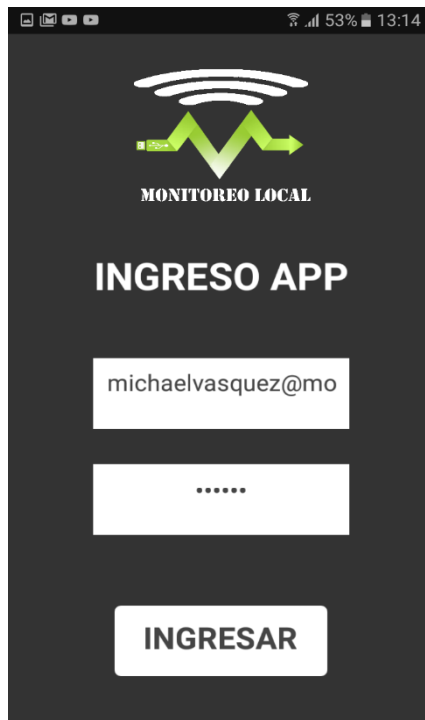 53% 13:14
MONITOREO LOCAL
INGRESO APP
michaelvasquez@mo
••••••
INGRESAR